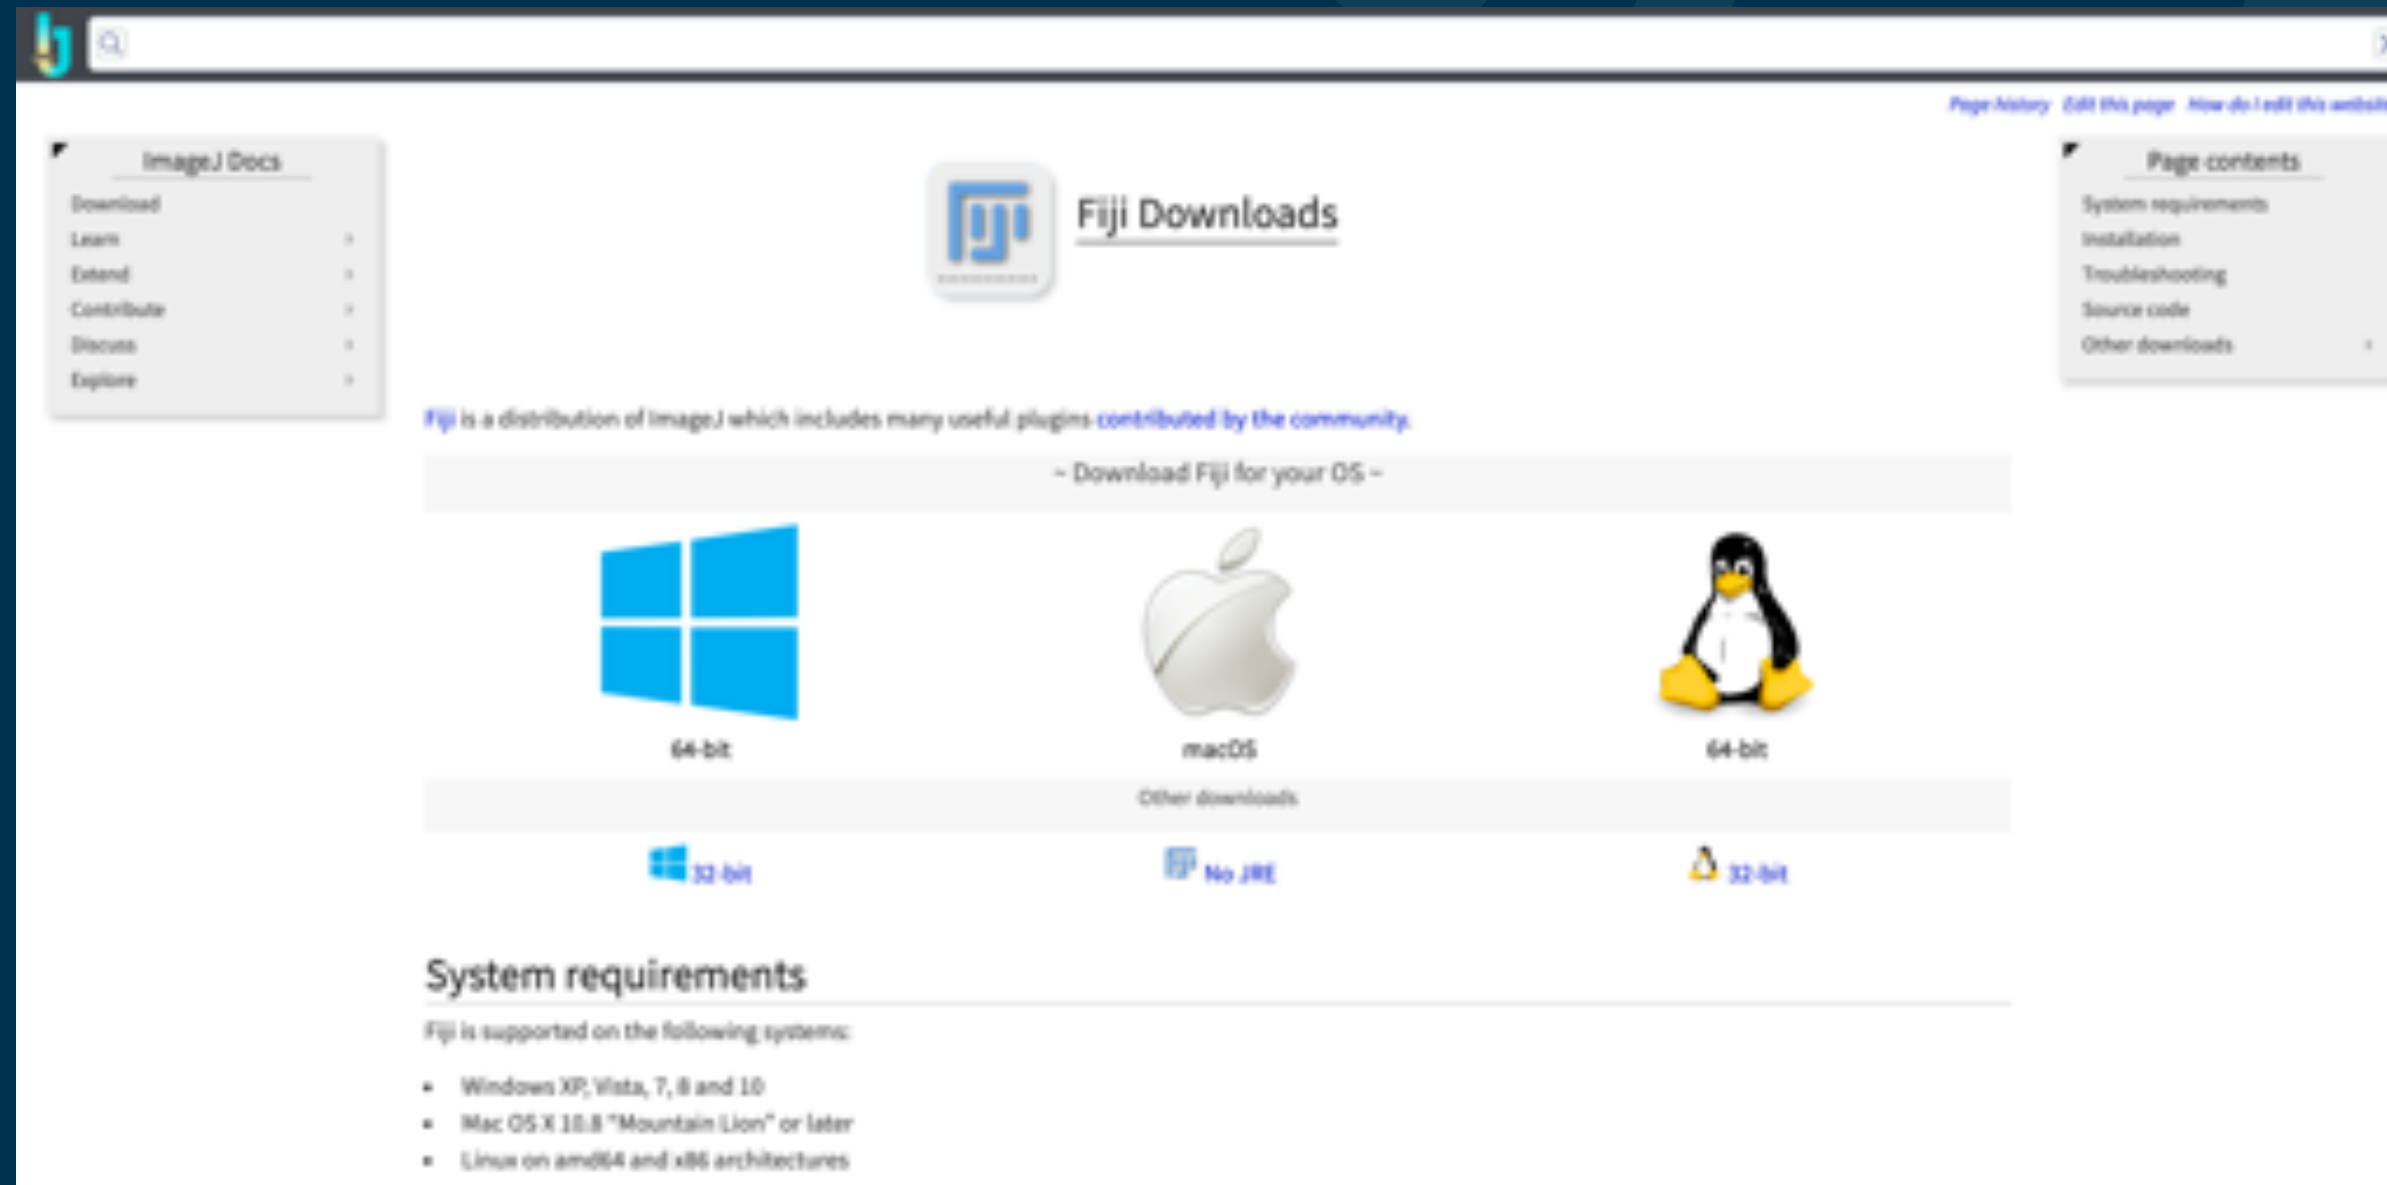 Page history Edit this page How do I edit this website
ImageJ Docs
Download
Learn
Extend
Contribute
Discuss
Explore
Fiji Downloads
Page contents
System requirements
Installation
Troubleshooting
Source code
Other downloads
Fiji is a distribution of ImageJ which includes many useful plugins contributed by the community.
~ Download Fiji for your OS ~
64-bit
macOS
64-bit
Other downloads
32-bit
No JRE
32-bit
System requirements
Fiji is supported on the following systems:
• Windows XP, Vista, 7, 8 and 10
• Mac OS X 10.8 "Mountain Lion" or later
• Linux on amd64 and x86 architectures